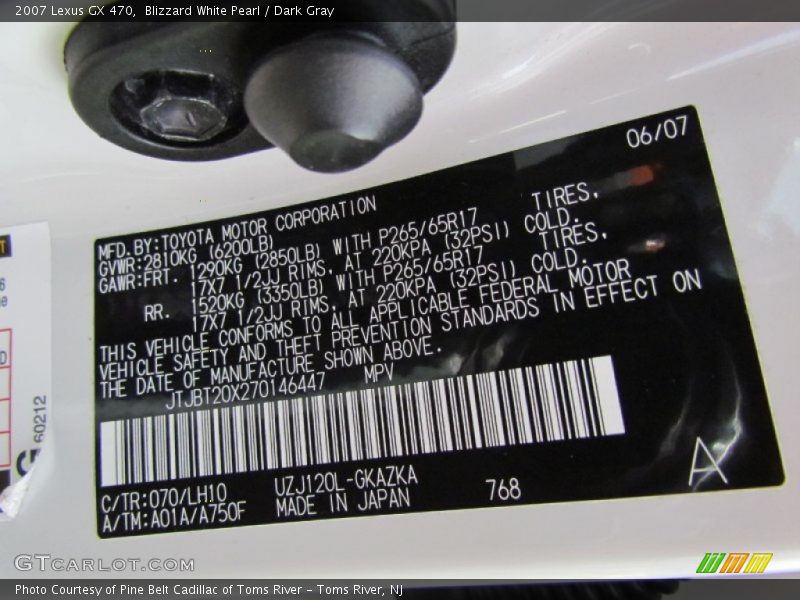 2007 Lexus GX 470, Blizzard White Pearl / Dark Gray
06/07
MFD. BY: TOYOTA MOTOR CORPORATION
GVWR: 2810KG (6200LB)
GAWR: FRT. 1290KG (2850LB) WITH P265/65R17 TIRES,
17X7 1/2JJ RIMS, AT 220KPA (32PSI) COLD.
RR. 1520KG (3350LB) WITH P265/65R17 TIRES,
17X7 1/2JJ RIMS, AT 220KPA (32PSI) COLD.
THIS VEHICLE CONFORMS TO ALL APPLICABLE FEDERAL MOTOR
VEHICLE SAFETY AND THEFT PREVENTION STANDARDS IN EFFECT ON
THE DATE OF MANUFACTURE SHOWN ABOVE.
JTJBT20X270146447 MPV
C/TR: 070/LH10 UZJ120L-GKAZKA
A/TM: A01A/A750F MADE IN JAPAN 768
A
G 60212
GTCARLOT.COM
Photo Courtesy of Pine Belt Cadillac of Toms River – Toms River, NJ